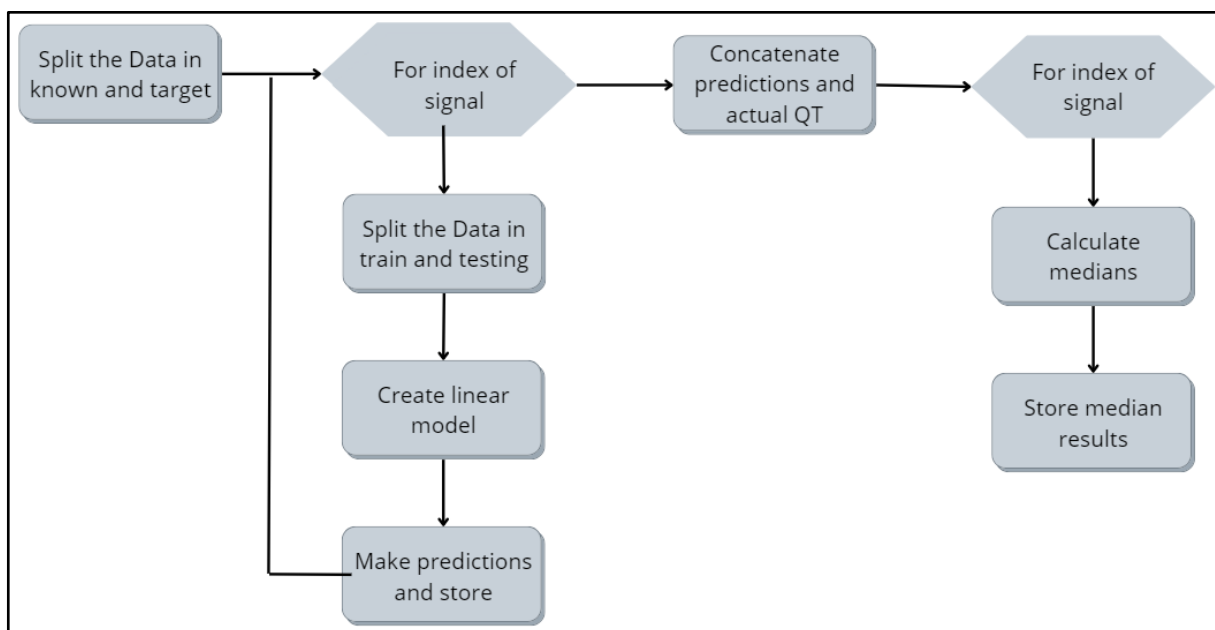 Split the Data in
known and target
For index of
signal
Split the Data in
train and testing
Create linear
model
Make predictions
and store
Concatenate
predictions and
actual QT
For index of
signal
Calculate
medians
Store median
results